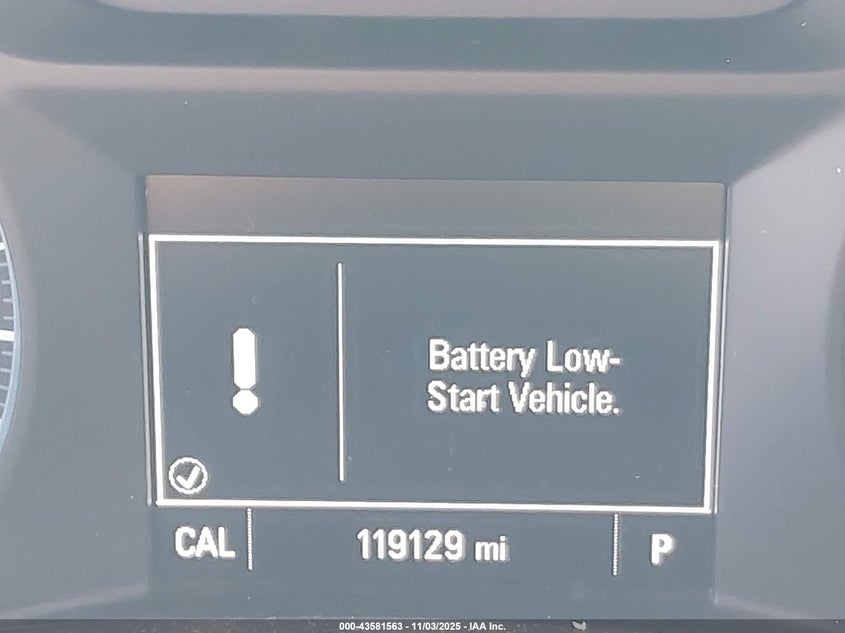 Battery Low-
Start Vehicle.
CAL 119129 mi P
000-43581563 - 11/03/2025 - IAA Inc.